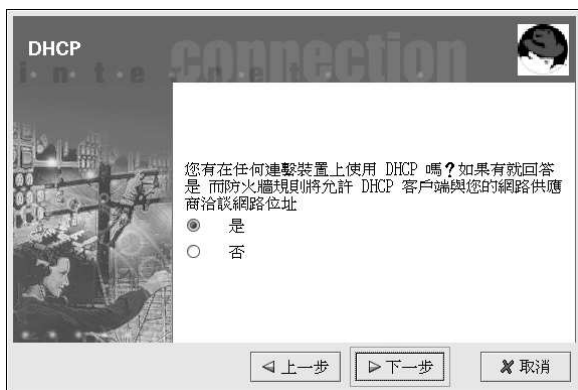 DHCP
connection
i n t e r n e t
您有在任何連繫裝置上使用 DHCP 嗎?如果有就回答
是 而防火牆規則將允許 DHCP 客戶端與您的網路供應
商洽談網路位址
是
否
上一步
下一步
取消